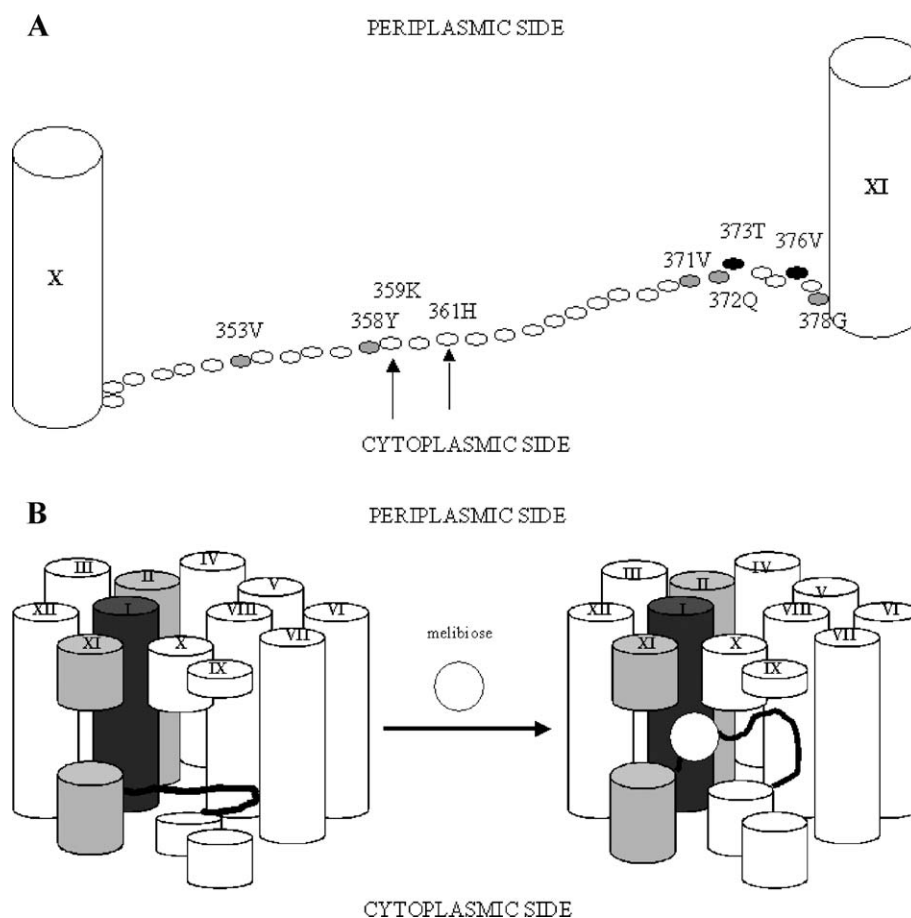 A
PERIPLASMIC SIDE
X
XI
353V
358Y
359K
361H
371V
372Q
373T
376V
378G
CYTOPLASMIC SIDE
B
PERIPLASMIC SIDE
III
II
IV
V
XII
I
VIII
VI
XI
X
VII
IX
melibiose
III
II
IV
V
XII
I
VIII
VI
XI
X
VII
IX
CYTOPLASMIC SIDE